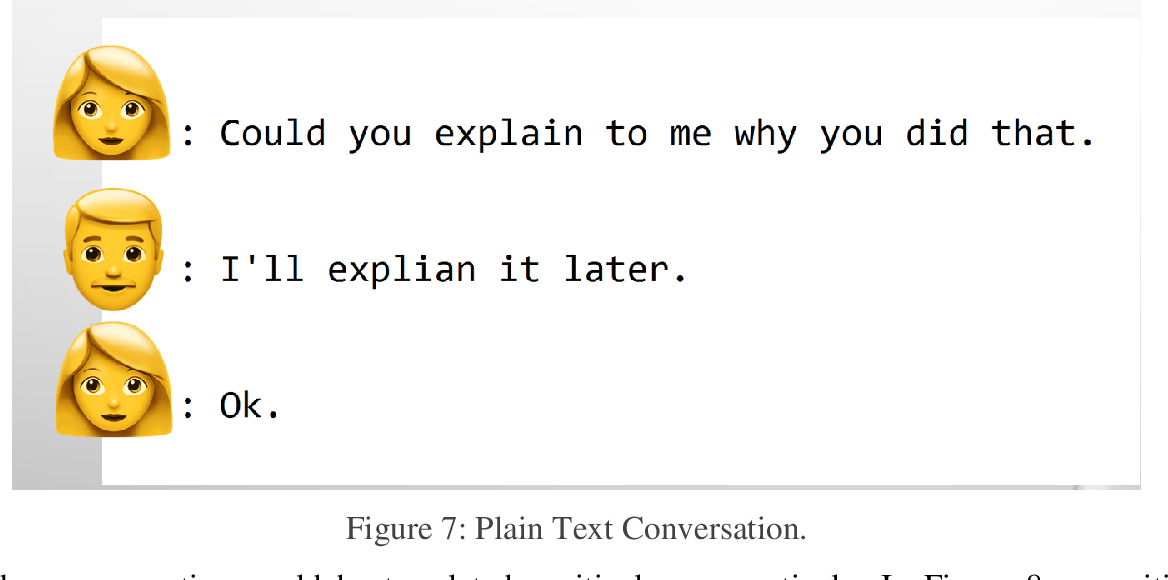 : Could you explain to me why you did that.
: I'll explian it later.
: Ok.
Figure 7: Plain Text Conversation.